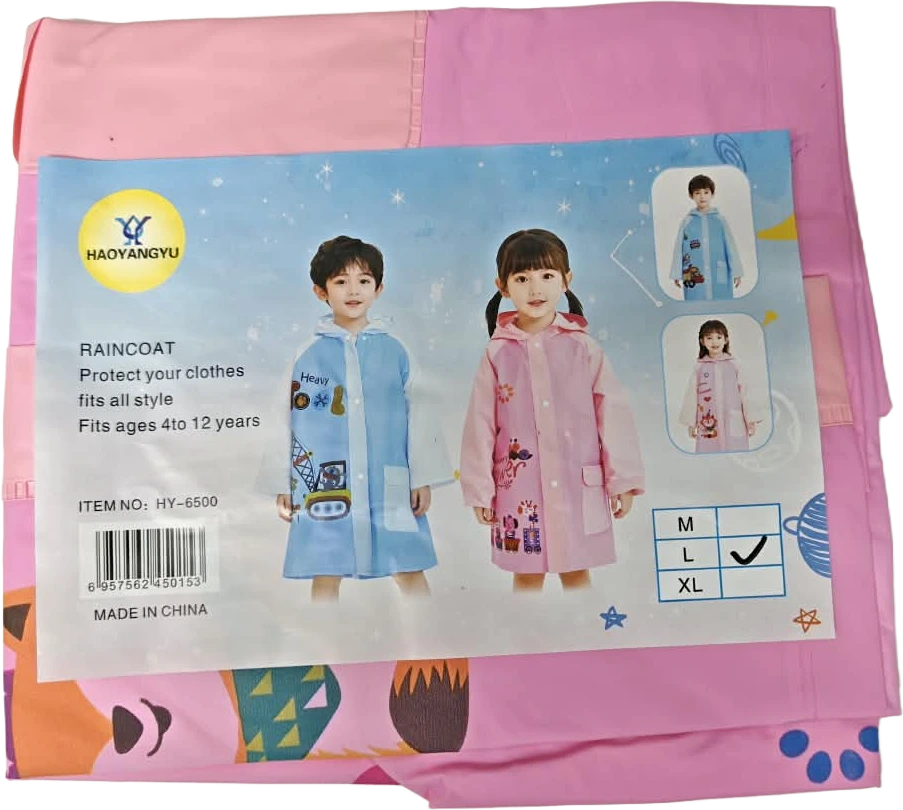 HAOYANGYU
RAINCOAT
Protect your clothes
fits all style
Fits ages 4to 12 years
ITEM NO: HY-6500
6 957562 450153
MADE IN CHINA
Heavy
M
L ✓
XL